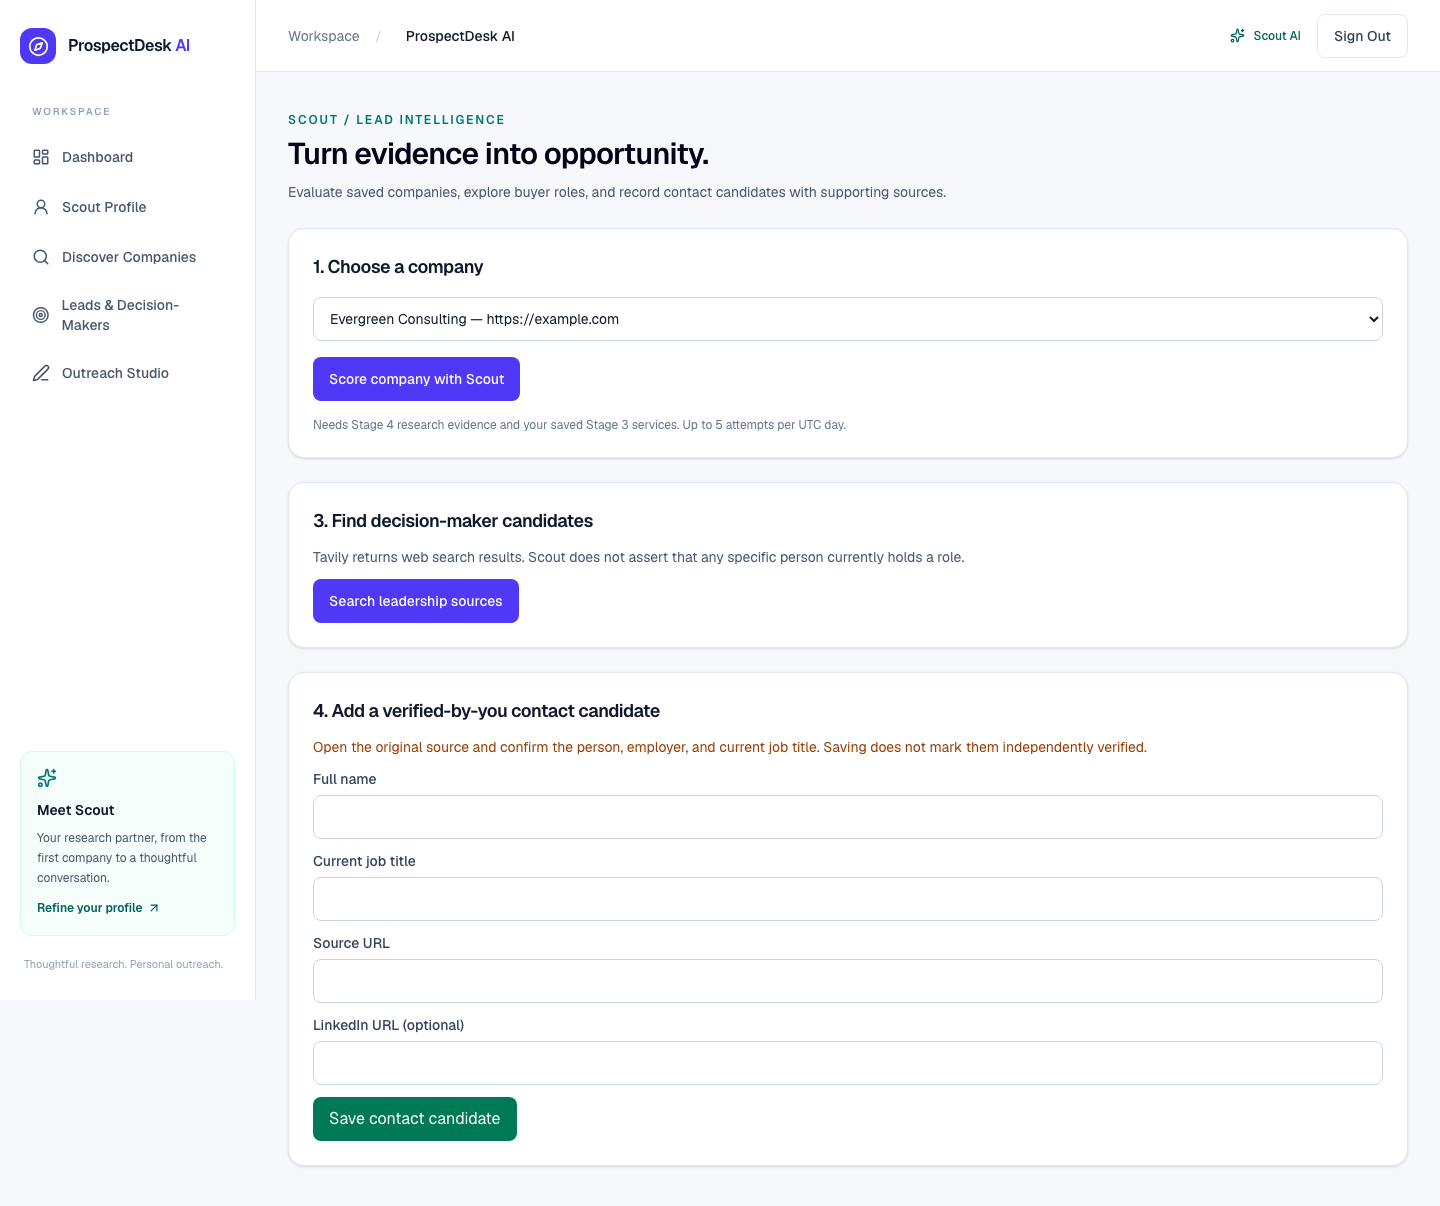 ProspectDesk AI
WORKSPACE
Dashboard
Scout Profile
Discover Companies
Leads & Decision-
Makers
Outreach Studio
Meet Scout
Your research partner, from the
first company to a thoughtful
conversation.
Refine your profile
Thoughtful research. Personal outreach.
Workspace / ProspectDesk AI
Scout AI
Sign Out
SCOUT / LEAD INTELLIGENCE
Turn evidence into opportunity.
Evaluate saved companies, explore buyer roles, and record contact candidates with supporting sources.
1. Choose a company
Evergreen Consulting — https://example.com
Score company with Scout
Needs Stage 4 research evidence and your saved Stage 3 services. Up to 5 attempts per UTC day.
3. Find decision-maker candidates
Tavily returns web search results. Scout does not assert that any specific person currently holds a role.
Search leadership sources
4. Add a verified-by-you contact candidate
Open the original source and confirm the person, employer, and current job title. Saving does not mark them independently verified.
Full name
Current job title
Source URL
LinkedIn URL (optional)
Save contact candidate